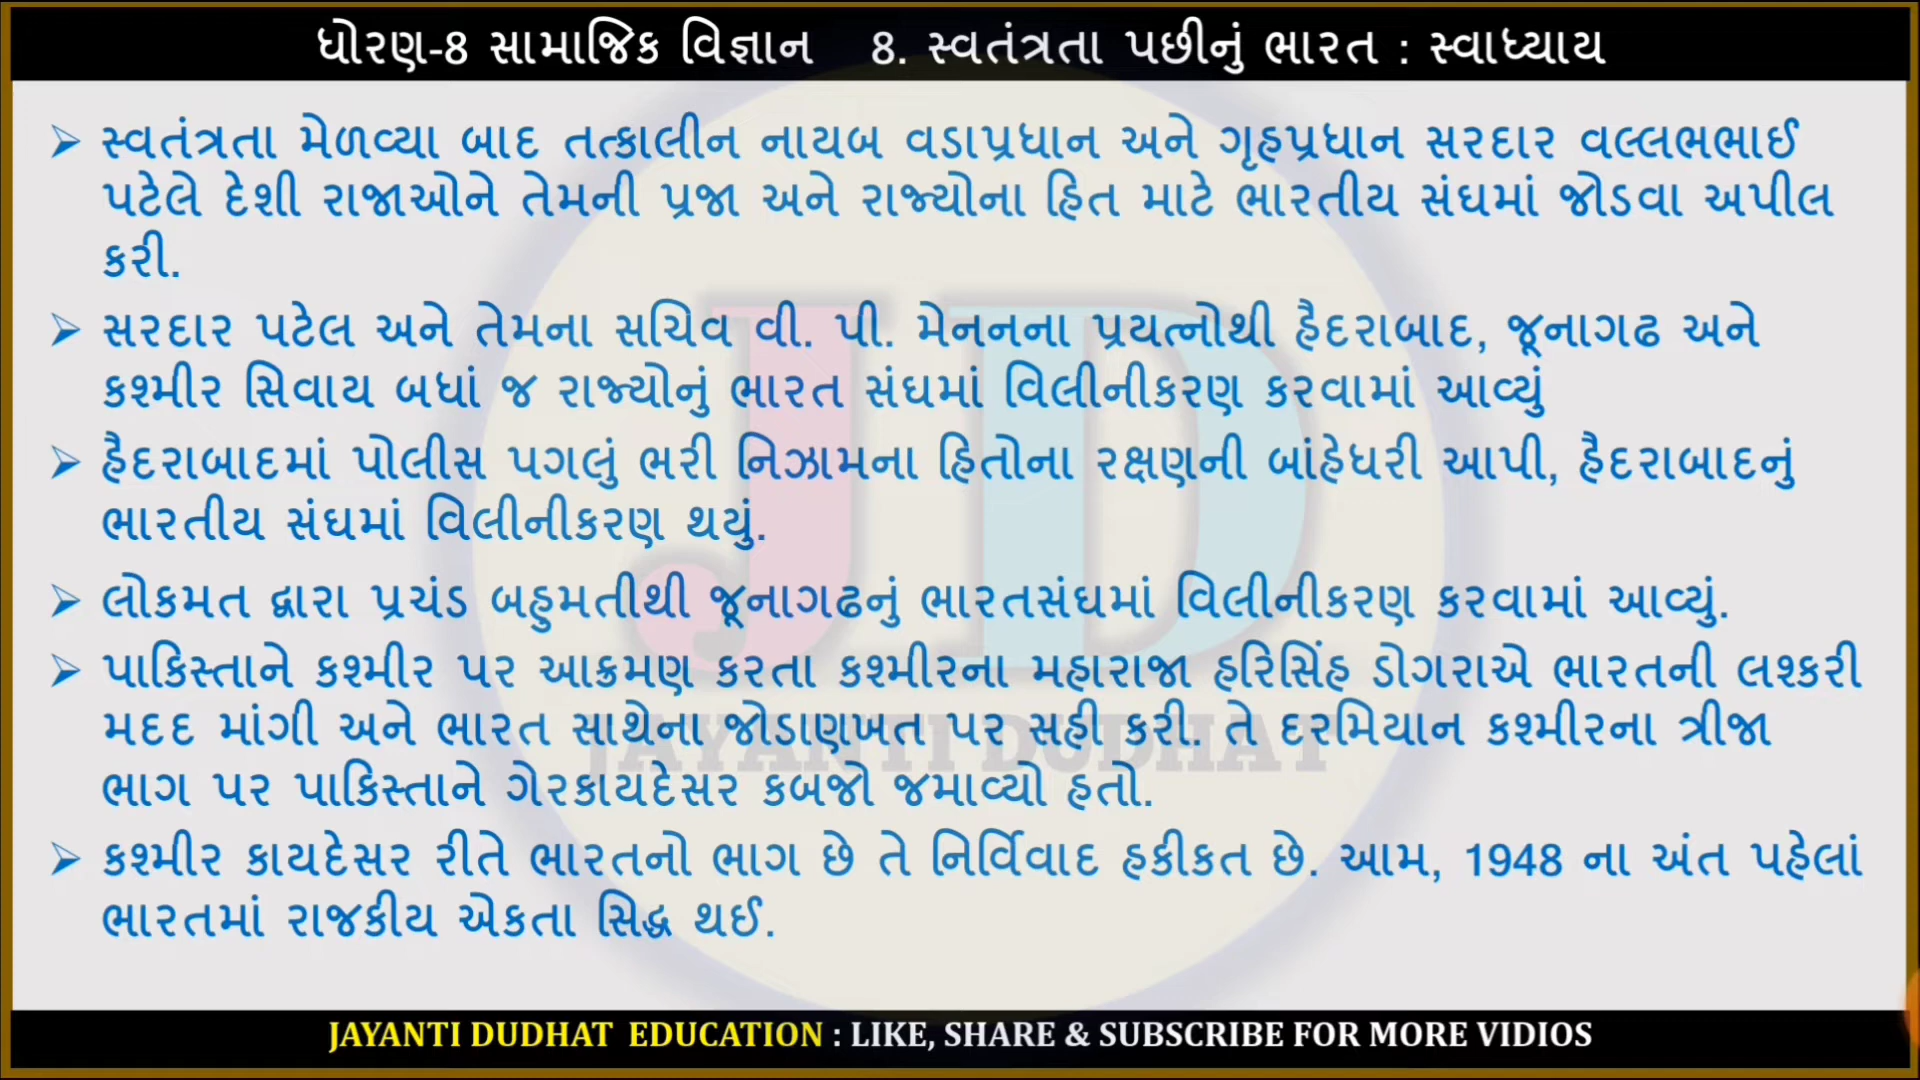 ધોરણ-8 સામાજિક વિજ્ઞાન 8. સ્વતંત્રતા પછીનું ભારત : સ્વાધ્યાય
➢ સ્વતંત્રતા મેળવ્યા બાદ તત્કાલીન નાયબ વડાપ્રધાન અને ગૃહપ્રધાન સરદાર વલ્લભભાઈ
પટેલે દેશી રાજાઓને તેમની પ્રજા અને રાજ્યોના હિત માટે ભારતીય સંઘમાં જોડવા અપીલ
કરી.
➢ સરદાર પટેલ અને તેમના સચિવ વી. પી. મેનનના પ્રયત્નોથી હૈદરાબાદ, જૂનાગઢ અને
કશ્મીર સિવાય બધાં જ રાજ્યોનું ભારત સંઘમાં વિલીનીકરણ કરવામાં આવ્યું
➢ હૈદરાબાદમાં પોલીસ પગલું ભરી નિઝામના હિતોના રક્ષણની બાંહેધરી આપી, હૈદરાબાદનું
ભારતીય સંઘમાં વિલીનીકરણ થયું.
➢ લોકમત દ્વારા પ્રચંડ બહુમતીથી જૂનાગઢનું ભારતસંઘમાં વિલીનીકરણ કરવામાં આવ્યું.
➢ પાકિસ્તાને કશ્મીર પર આક્રમણ કરતા કશ્મીરના મહારાજા હરિસિંહ ડોગરાએ ભારતની લશ્કરી
મદદ માંગી અને ભારત સાથેના જોડાણખત પર સહી કરી. તે દરમિયાન કશ્મીરના ત્રીજા
ભાગ પર પાકિસ્તાને ગેરકાયદેસર કબજો જમાવ્યો હતો.
➢ કશ્મીર કાયદેસર રીતે ભારતનો ભાગ છે તે નિર્વિવાદ હકીકત છે. આમ, 1948 ના અંત પહેલાં
ભારતમાં રાજકીય એકતા સિદ્ધ થઈ.
JD
JAYANTI DUDHAT
JAYANTI DUDHAT EDUCATION : LIKE, SHARE & SUBSCRIBE FOR MORE VIDIOS